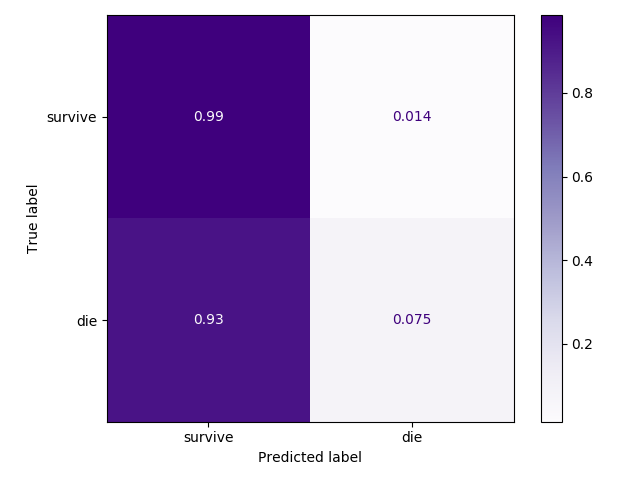 True label
survive
0.99
0.014
die
0.93
0.075
survive
die
Predicted label
0.8
0.6
0.4
0.2